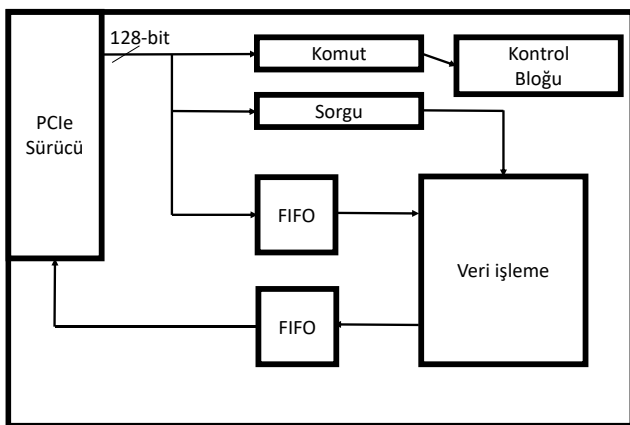 128-bit
Komut
Kontrol
Bloğu
PCIe
Sürücü
Sorgu
FIFO
Veri işleme
FIFO